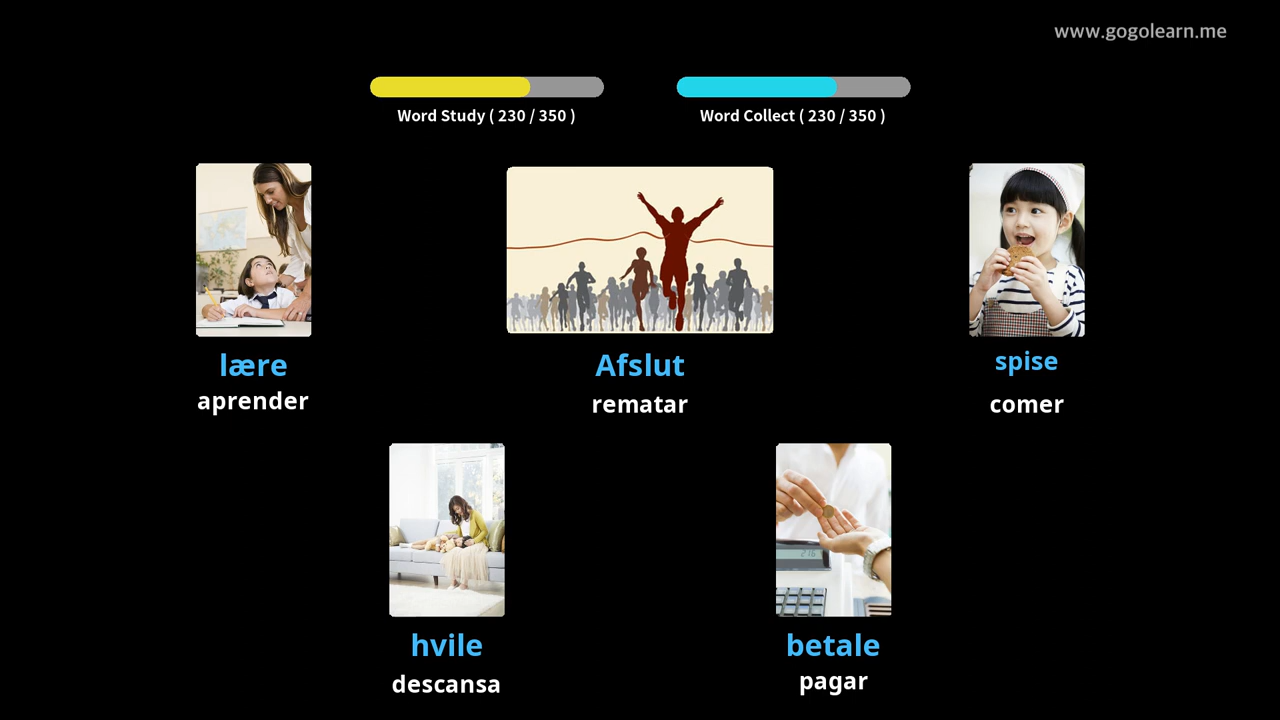 www.gogolearn.me
Word Study ( 230 / 350 )
Word Collect ( 230 / 350 )
lære
aprender
Afslut
rematar
spise
comer
hvile
descansa
betale
pagar